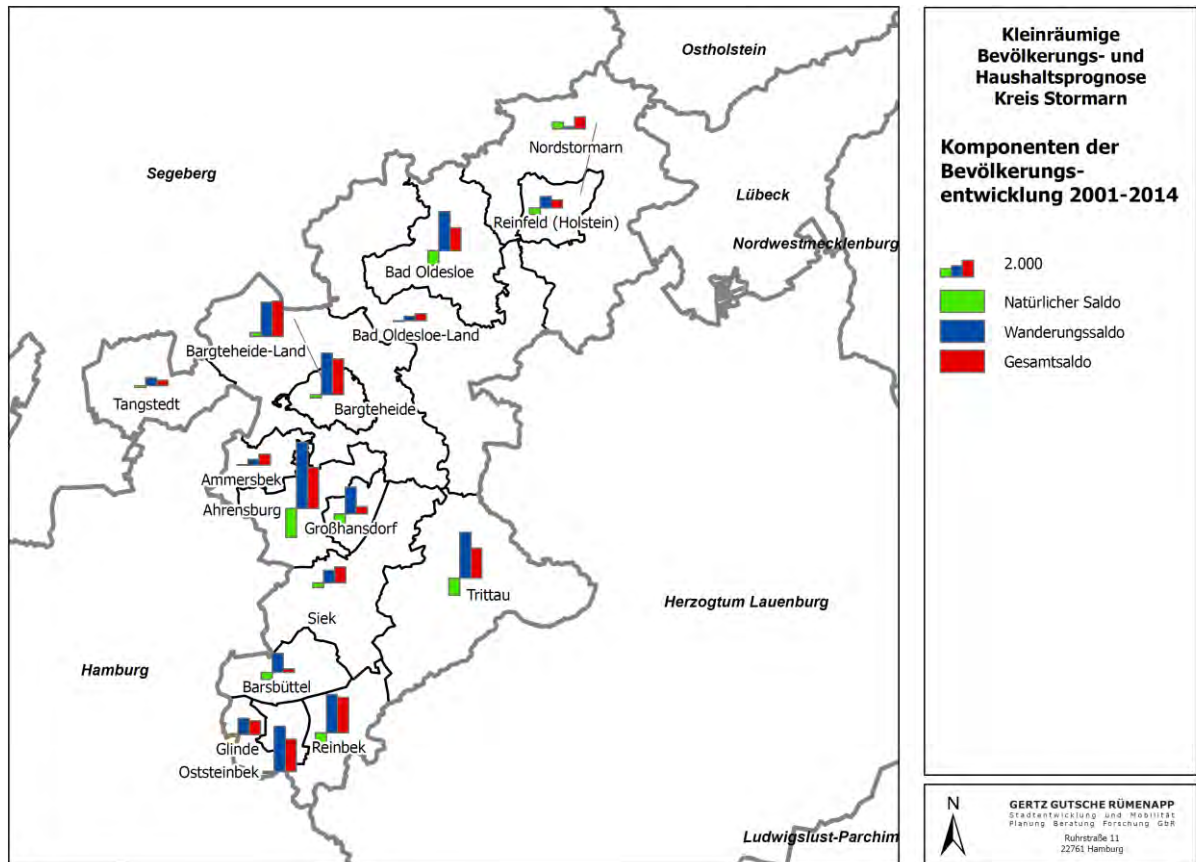 Ostholstein
Nordstormarn
Segeberg
Lübeck
Reinfeld (Holstein)
Nordwestmecklenburg
Bad Oldesloe
Bad Oldesloe-Land
Bargteheide-Land
Tangstedt
Bargteheide
Ammersbek
Ahrensburg
Großhansdorf
Trittau
Herzogtum Lauenburg
Siek
Hamburg
Barsbüttel
Glinde
Reinbek
Oststeinbek
Ludwigslust-Parchim
Kleinräumige
Bevölkerungs- und
Haushaltsprognose
Kreis Stormarn
Komponenten der
Bevölkerungs-
entwicklung 2001-2014
2.000
Natürlicher Saldo
Wanderungssaldo
Gesamtsaldo
N
GERTZ GUTSCHE RÜMENAPP
Stadtentwicklung und Mobilität
Planung Beratung Forschung GbR
Ruhrstraße 11
22761 Hamburg